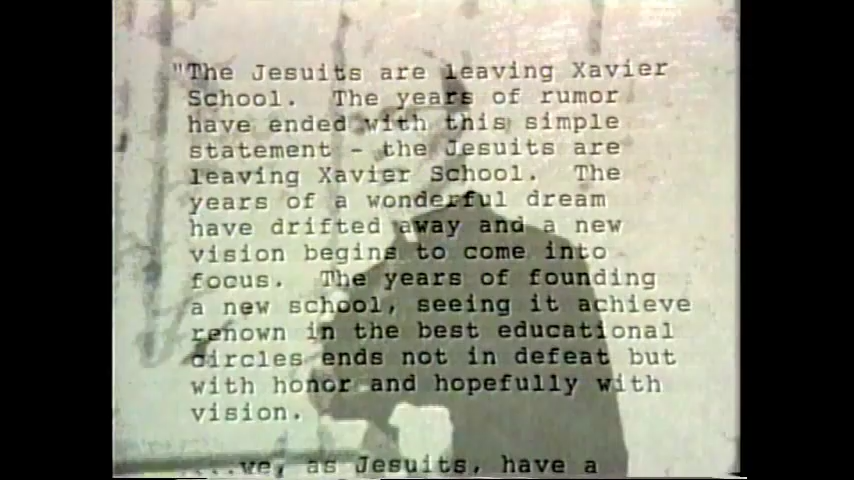 "The Jesuits are leaving Xavier
School. The years of rumor
have ended with this simple
statement - the Jesuits are
leaving Xavier School. The
years of a wonderful dream
have drifted away and a new
vision begins to come into
focus. The years of founding
a new school, seeing it achieve
renown in the best educational
circles ends not in defeat but
with honor and hopefully with
vision.
...we, as Jesuits, have a